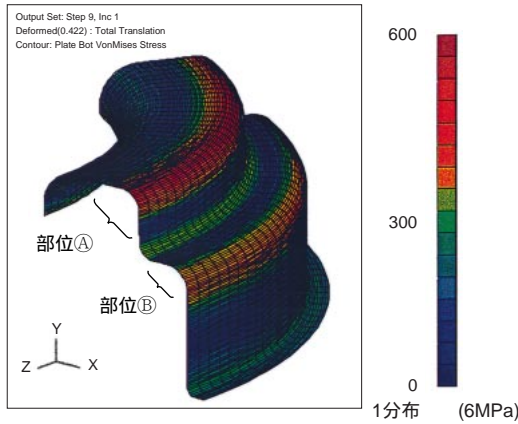 Output Set: Step 9, Inc 1
Deformed(0.422) : Total Translation
Contour: Plate Bot VonMises Stress
600
300
0
部位Ⓐ
部位Ⓑ
Y
Z
X
1分布 (6MPa)